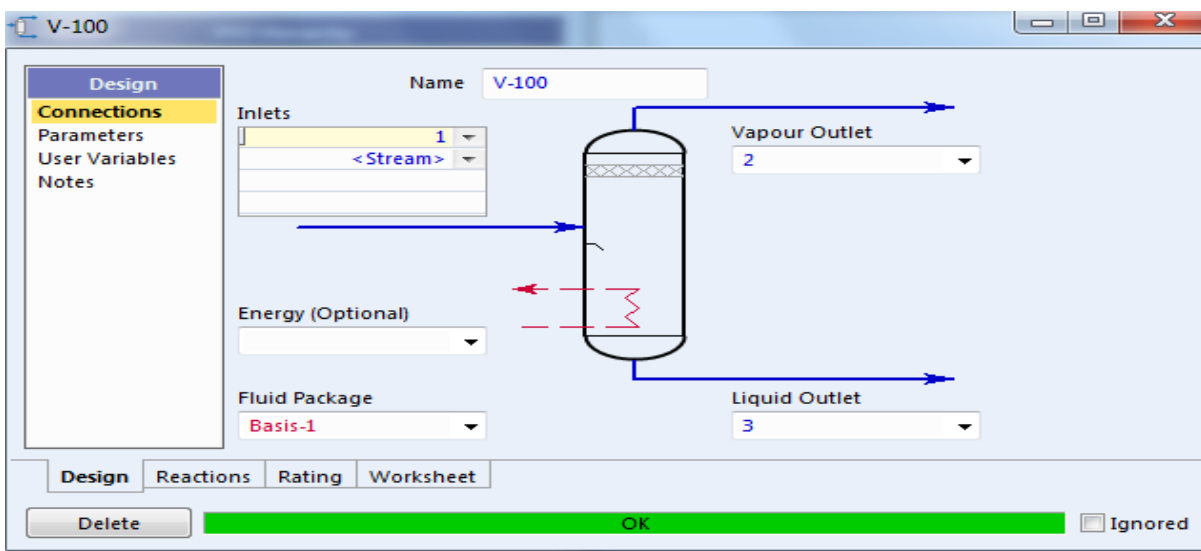 V-100
Design
Connections
Parameters
User Variables
Notes
Name V-100
Inlets
1
<Stream>
Vapour Outlet
2
Energy (Optional)
Fluid Package
Basis-1
Liquid Outlet
3
Design Reactions Rating Worksheet
Delete OK Ignored